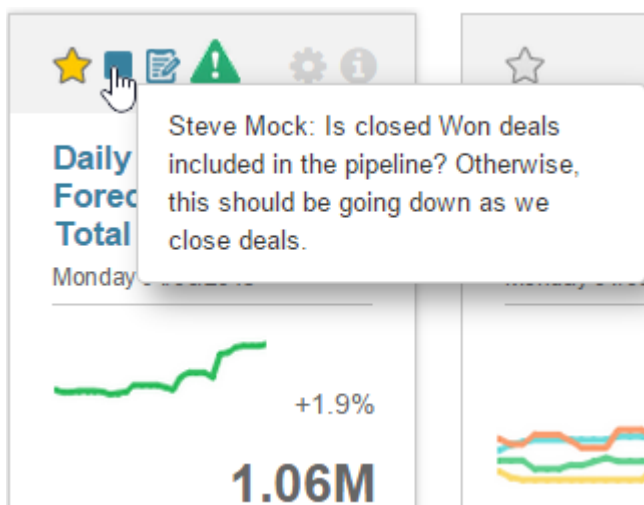 Steve Mock: Is closed Won deals
included in the pipeline? Otherwise,
this should be going down as we
close deals.
Daily
Total
Monday
+1.9%
1.06M